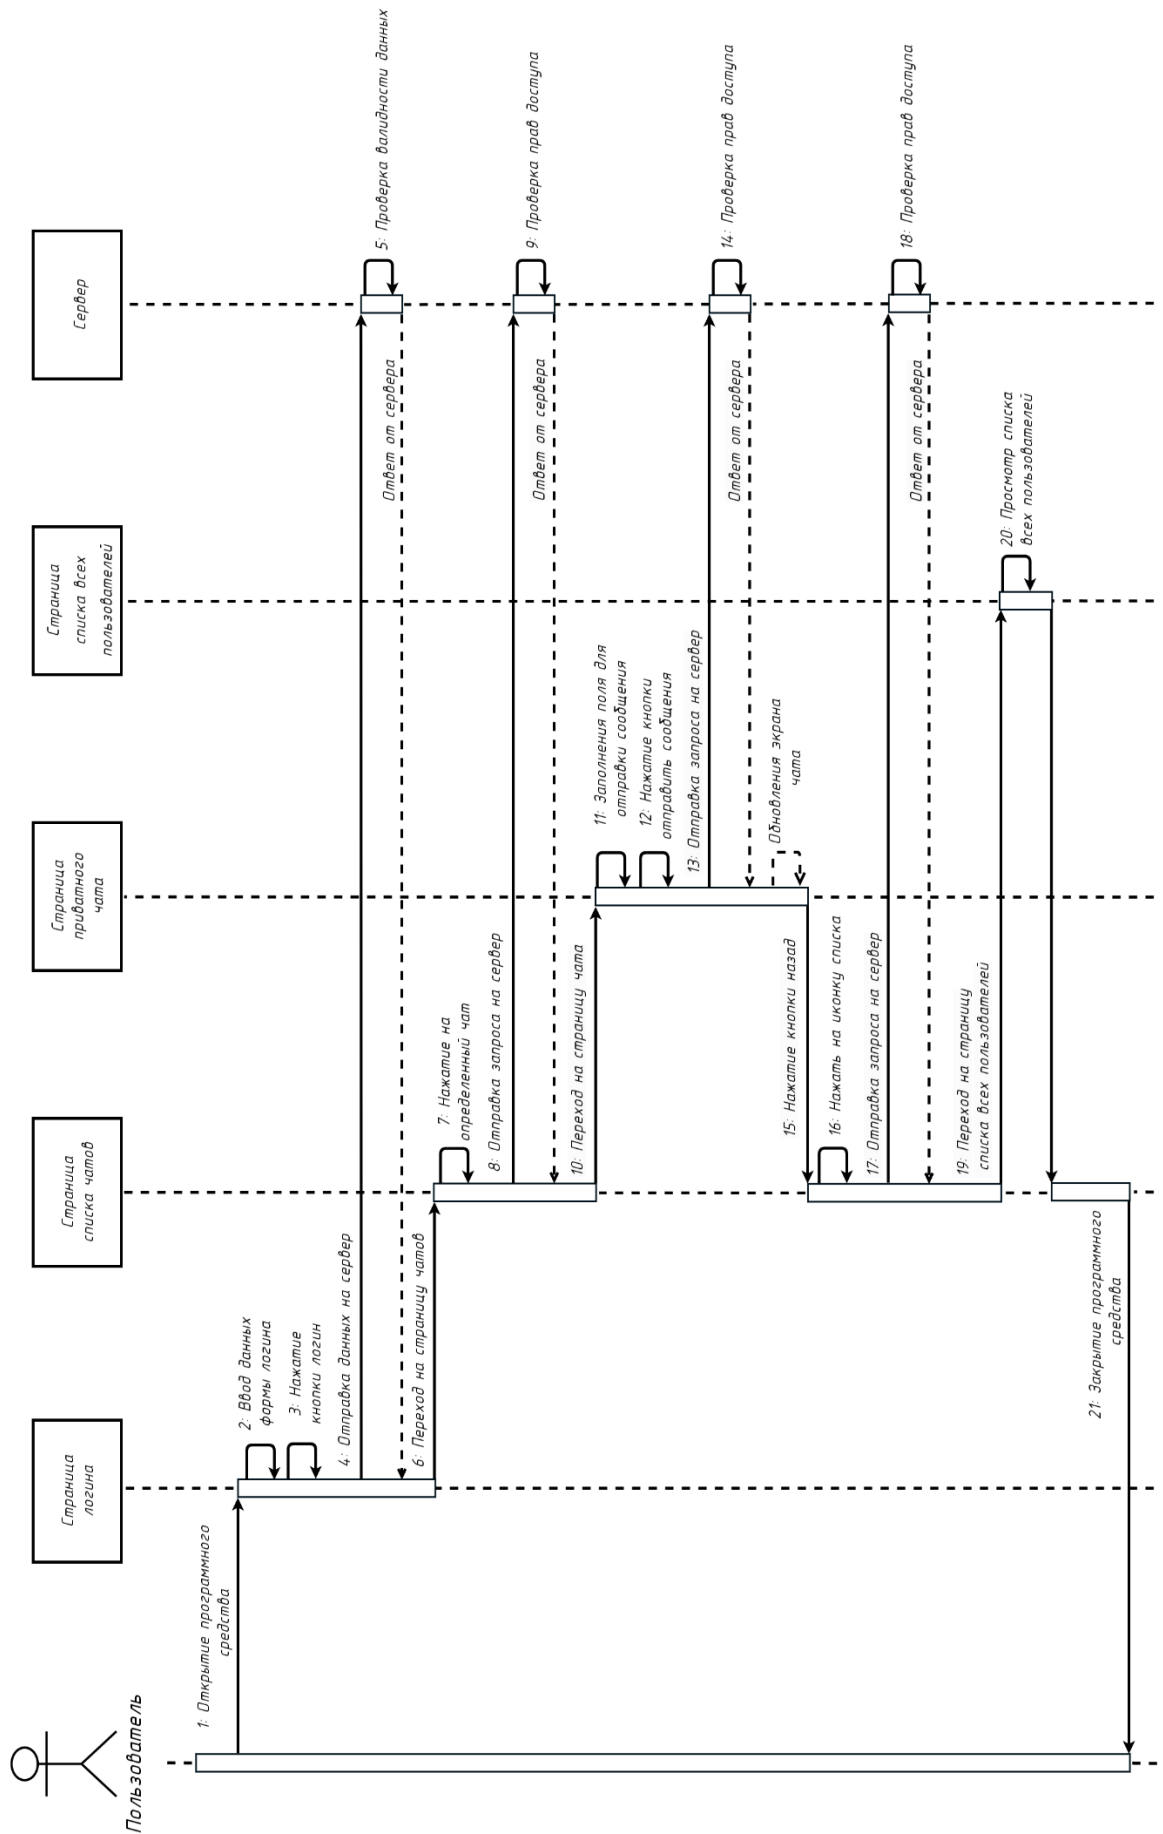 Пользователь
Страница
логина
Страница
списка чатов
Страница
приватного
чата
Страница
списка всех
пользователей
Сервер
1: Открытие программного
средства
2: Ввод данных
формы логина
3: Нажатие
кнопки логин
4: Отправка данных на сервер
5: Проверка валидности данных
Ответ от сервера
6: Переход на страницу чатов
7: Нажатие на
определенный чат
8: Отправка запроса на сервер
9: Проверка прав доступа
Ответ от сервера
10: Переход на страницу чата
11: Заполнения поля для
отправки сообщения
12: Нажатие кнопки
отправить сообщения
13: Отправка запроса на сервер
14: Проверка прав доступа
Ответ от сервера
Обновления экрана
чата
15: Нажатие кнопки назад
16: Нажать на иконку списка
17: Отправка запроса на сервер
18: Проверка прав доступа
Ответ от сервера
19: Переход на страницу
списка всех пользователей
20: Просмотр списка
всех пользователей
21: Закрытие программного
средства